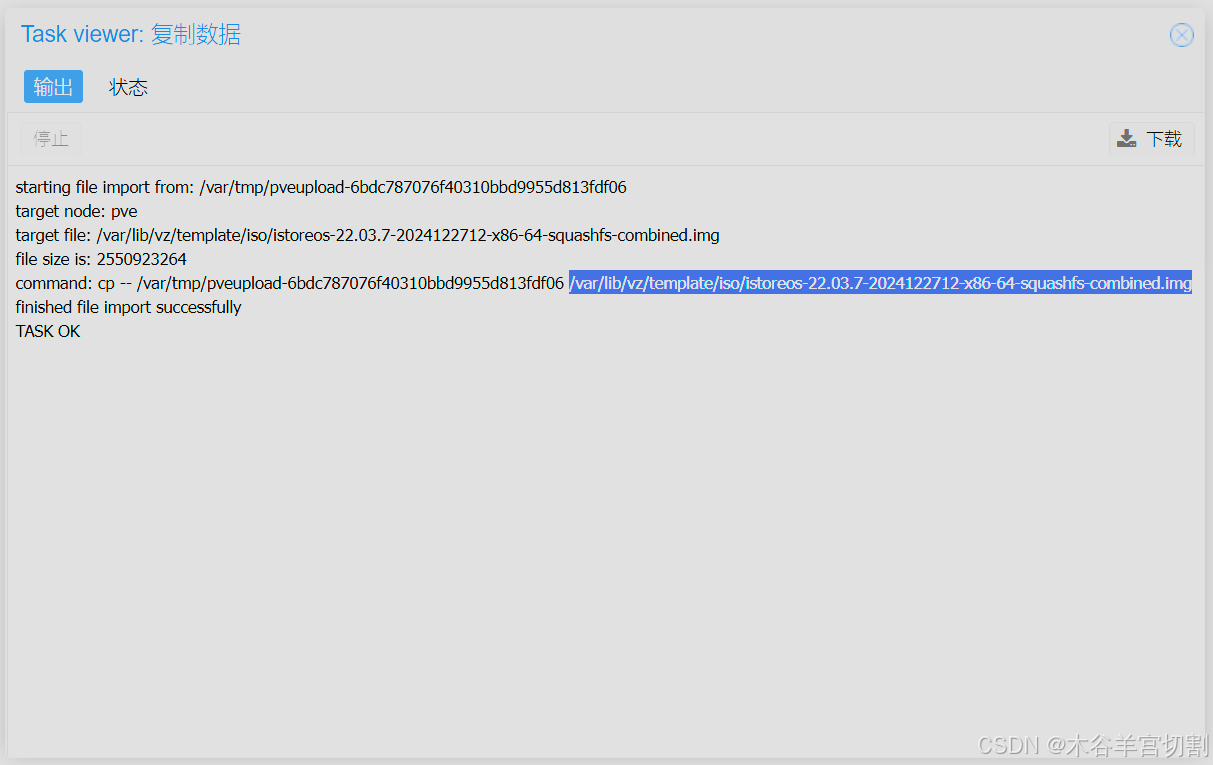 Task viewer: 复制数据
输出 状态
停止 下载
starting file import from: /var/tmp/pveupload-6bdc787076f40310bbd9955d813fdf06
target node: pve
target file: /var/lib/vz/template/iso/istoreos-22.03.7-2024122712-x86-64-squashfs-combined.img
file size is: 2550923264
command: cp -- /var/tmp/pveupload-6bdc787076f40310bbd9955d813fdf06 /var/lib/vz/template/iso/istoreos-22.03.7-2024122712-x86-64-squashfs-combined.img
finished file import successfully
TASK OK
CSDN @木谷羊宫切割